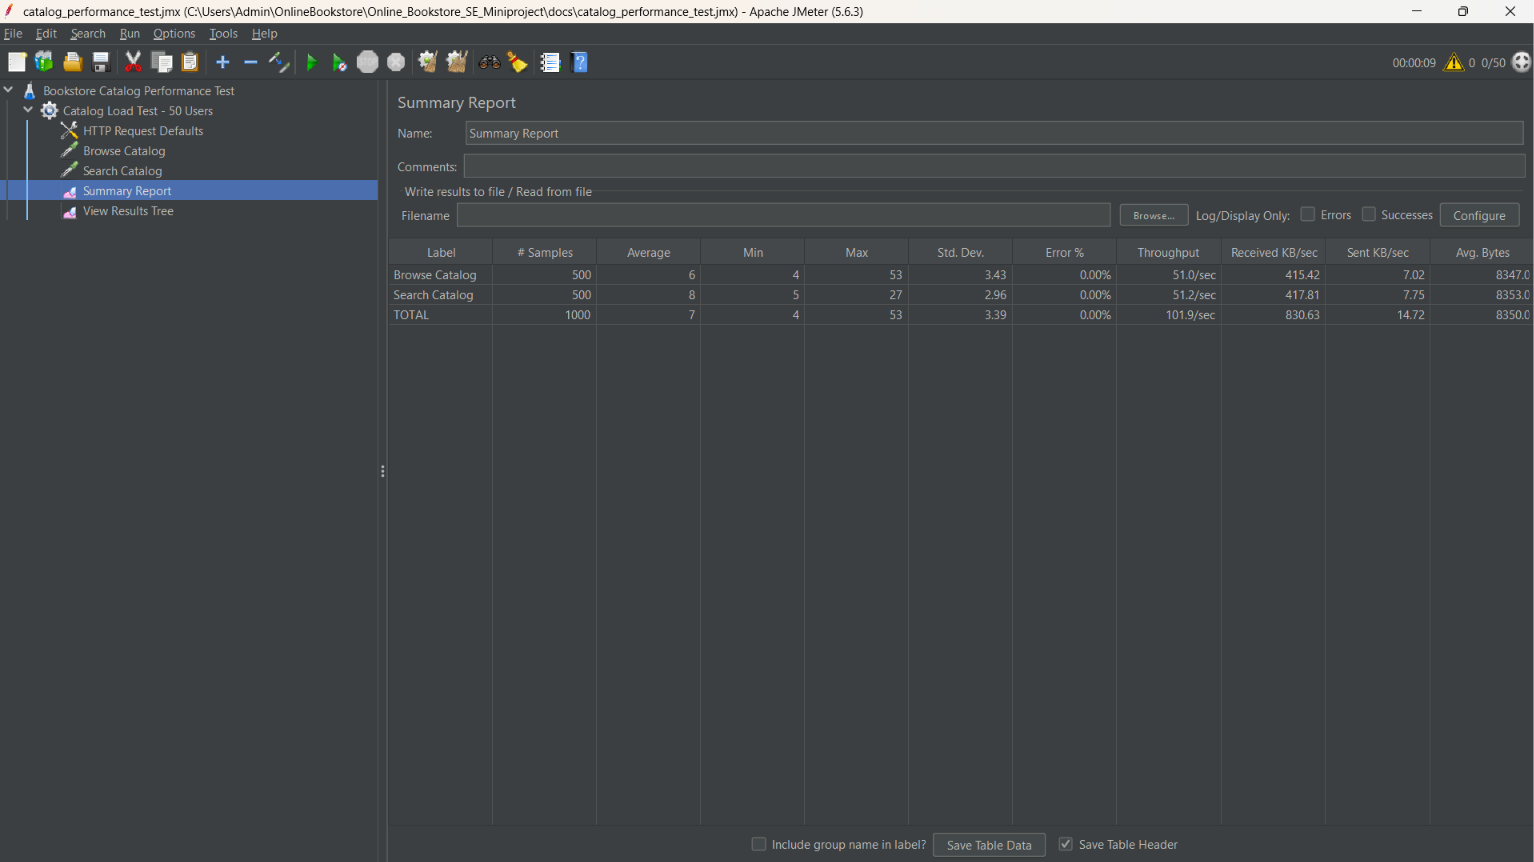 catalog_performance_test.jmx (C:\Users\Admin\OnlineBookstore\Online_Bookstore_SE_Miniproject\docs\catalog_performance_test.jmx) - Apache JMeter (5.6.3)
File Edit Search Run Options Tools Help
00:00:09 0 0/50
Bookstore Catalog Performance Test
Catalog Load Test - 50 Users
HTTP Request Defaults
Browse Catalog
Search Catalog
Summary Report
View Results Tree
Summary Report
Name: Summary Report
Comments:
Write results to file / Read from file
Filename Browse... Log/Display Only: Errors Successes Configure
Label # Samples Average Min Max Std. Dev. Error % Throughput Received KB/sec Sent KB/sec Avg. Bytes
Browse Catalog 500 6 4 53 3.43 0.00% 51.0/sec 415.42 7.02 8347.0
Search Catalog 500 8 5 27 2.96 0.00% 51.2/sec 417.81 7.75 8353.0
TOTAL 1000 7 4 53 3.39 0.00% 101.9/sec 830.63 14.72 8350.0
Include group name in label? Save Table Data Save Table Header